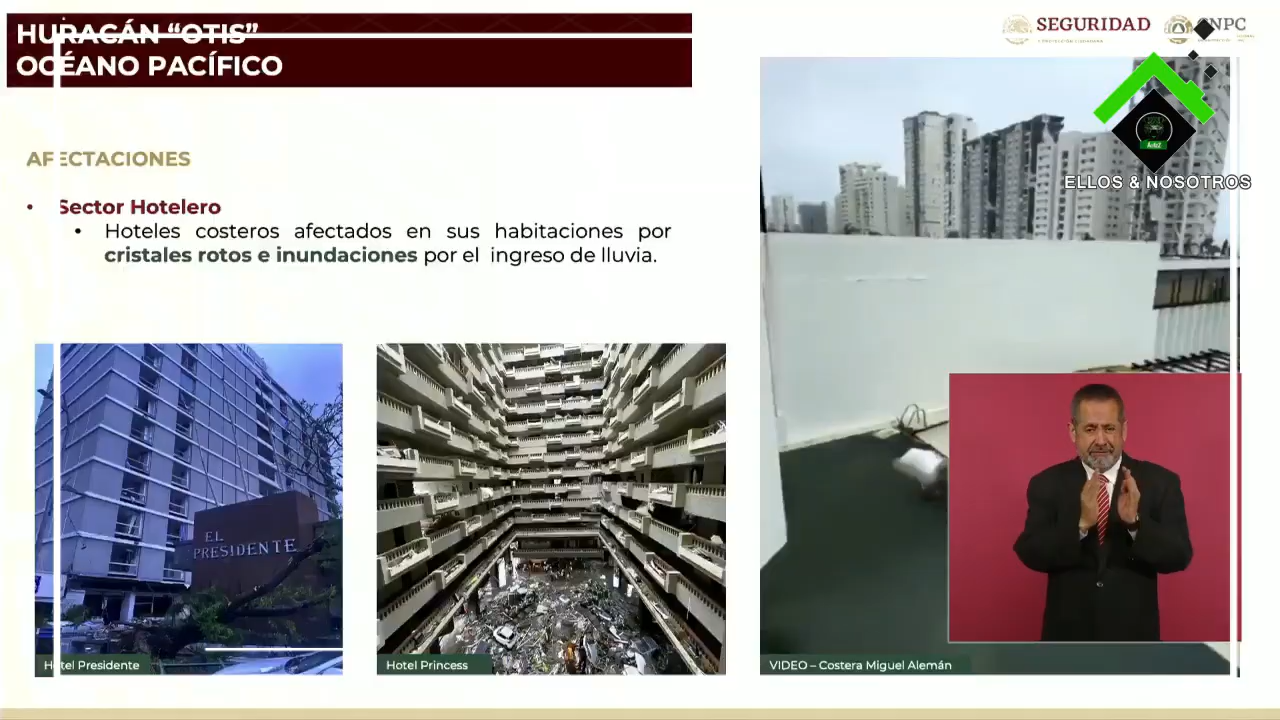 HURACÁN “OTIS”
OCÉANO PACÍFICO
SEGURIDAD
CNPC
ELLOS & NOSOTROS
AFECTACIONES
• Sector Hotelero
• Hoteles costeros afectados en sus habitaciones por
cristales rotos e inundaciones por el ingreso de lluvia.
EL
PRESIDENTE
Hotel Presidente
Hotel Princess
VIDEO – Costera Miguel Alemán